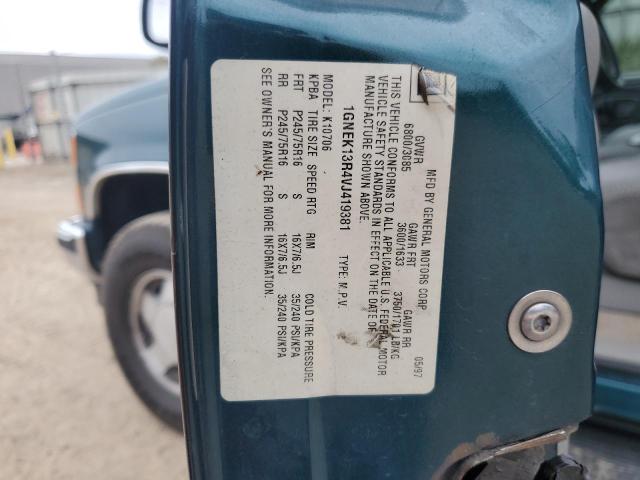 MFD BY GENERAL MOTORS CORP 05/97
GVWR GAWR FRT GAWR RR
6800/3085 3600/1633 3750/1701 LB/KG
THIS VEHICLE CONFORMS TO ALL APPLICABLE U.S. FEDERAL MOTOR
VEHICLE SAFETY STANDARDS IN EFFECT ON THE DATE OF
MANUFACTURE SHOWN ABOVE.
1GNEK13R4VJ419381 TYPE: M.P.V.
MODEL: K10706
KPBA TIRE SIZE SPEED RTG RIM COLD TIRE PRESSURE
FRT P245/75R16 S 16X7/6.5J 35/240 PSI/KPA
RR P245/75R16 S 16X7/6.5J 35/240 PSI/KPA
SEE OWNER'S MANUAL FOR MORE INFORMATION.